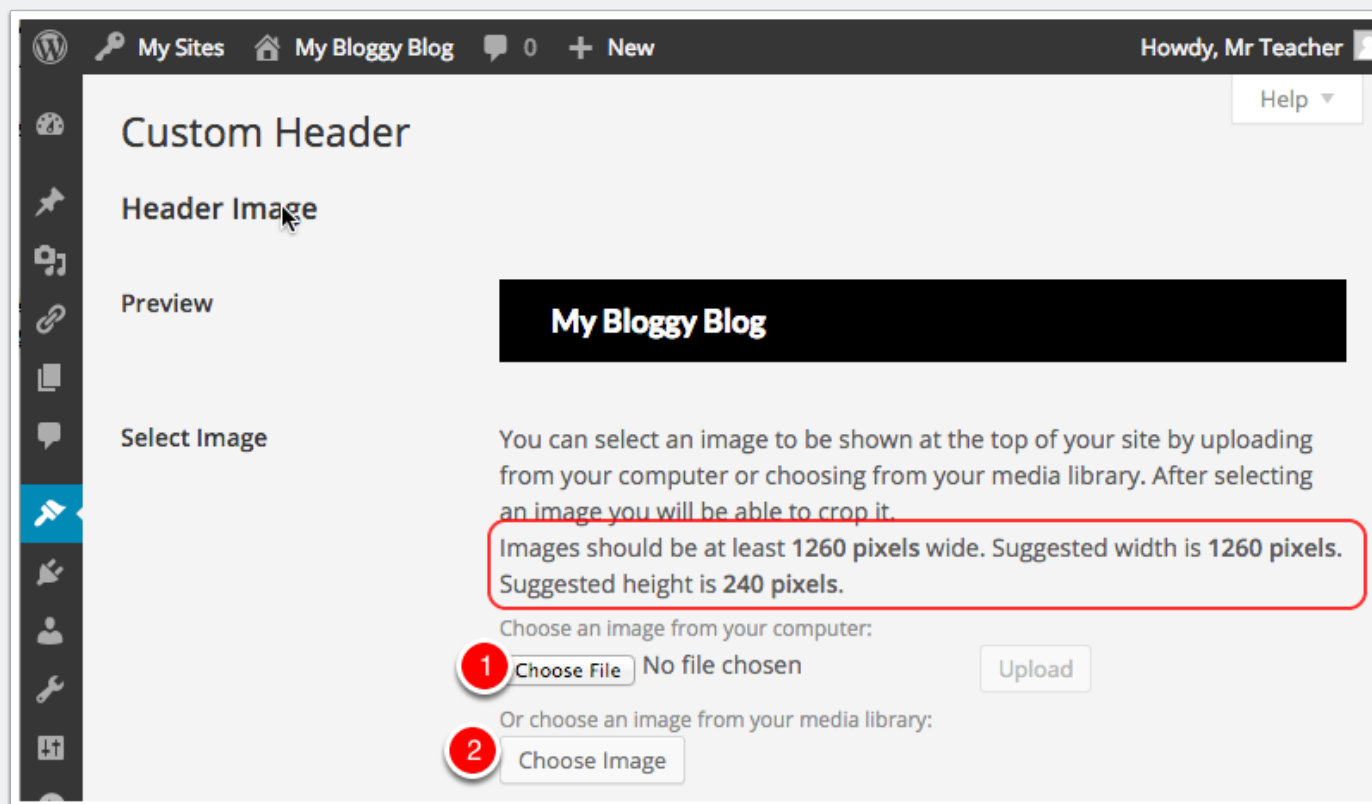 My Sites My Bloggy Blog 0 New Howdy, Mr Teacher
Help
Custom Header
Header Image
Preview
My Bloggy Blog
Select Image
You can select an image to be shown at the top of your site by uploading
from your computer or choosing from your media library. After selecting
an image you will be able to crop it.
Images should be at least 1260 pixels wide. Suggested width is 1260 pixels.
Suggested height is 240 pixels.
Choose an image from your computer:
1 Choose File No file chosen Upload
Or choose an image from your media library:
2 Choose Image